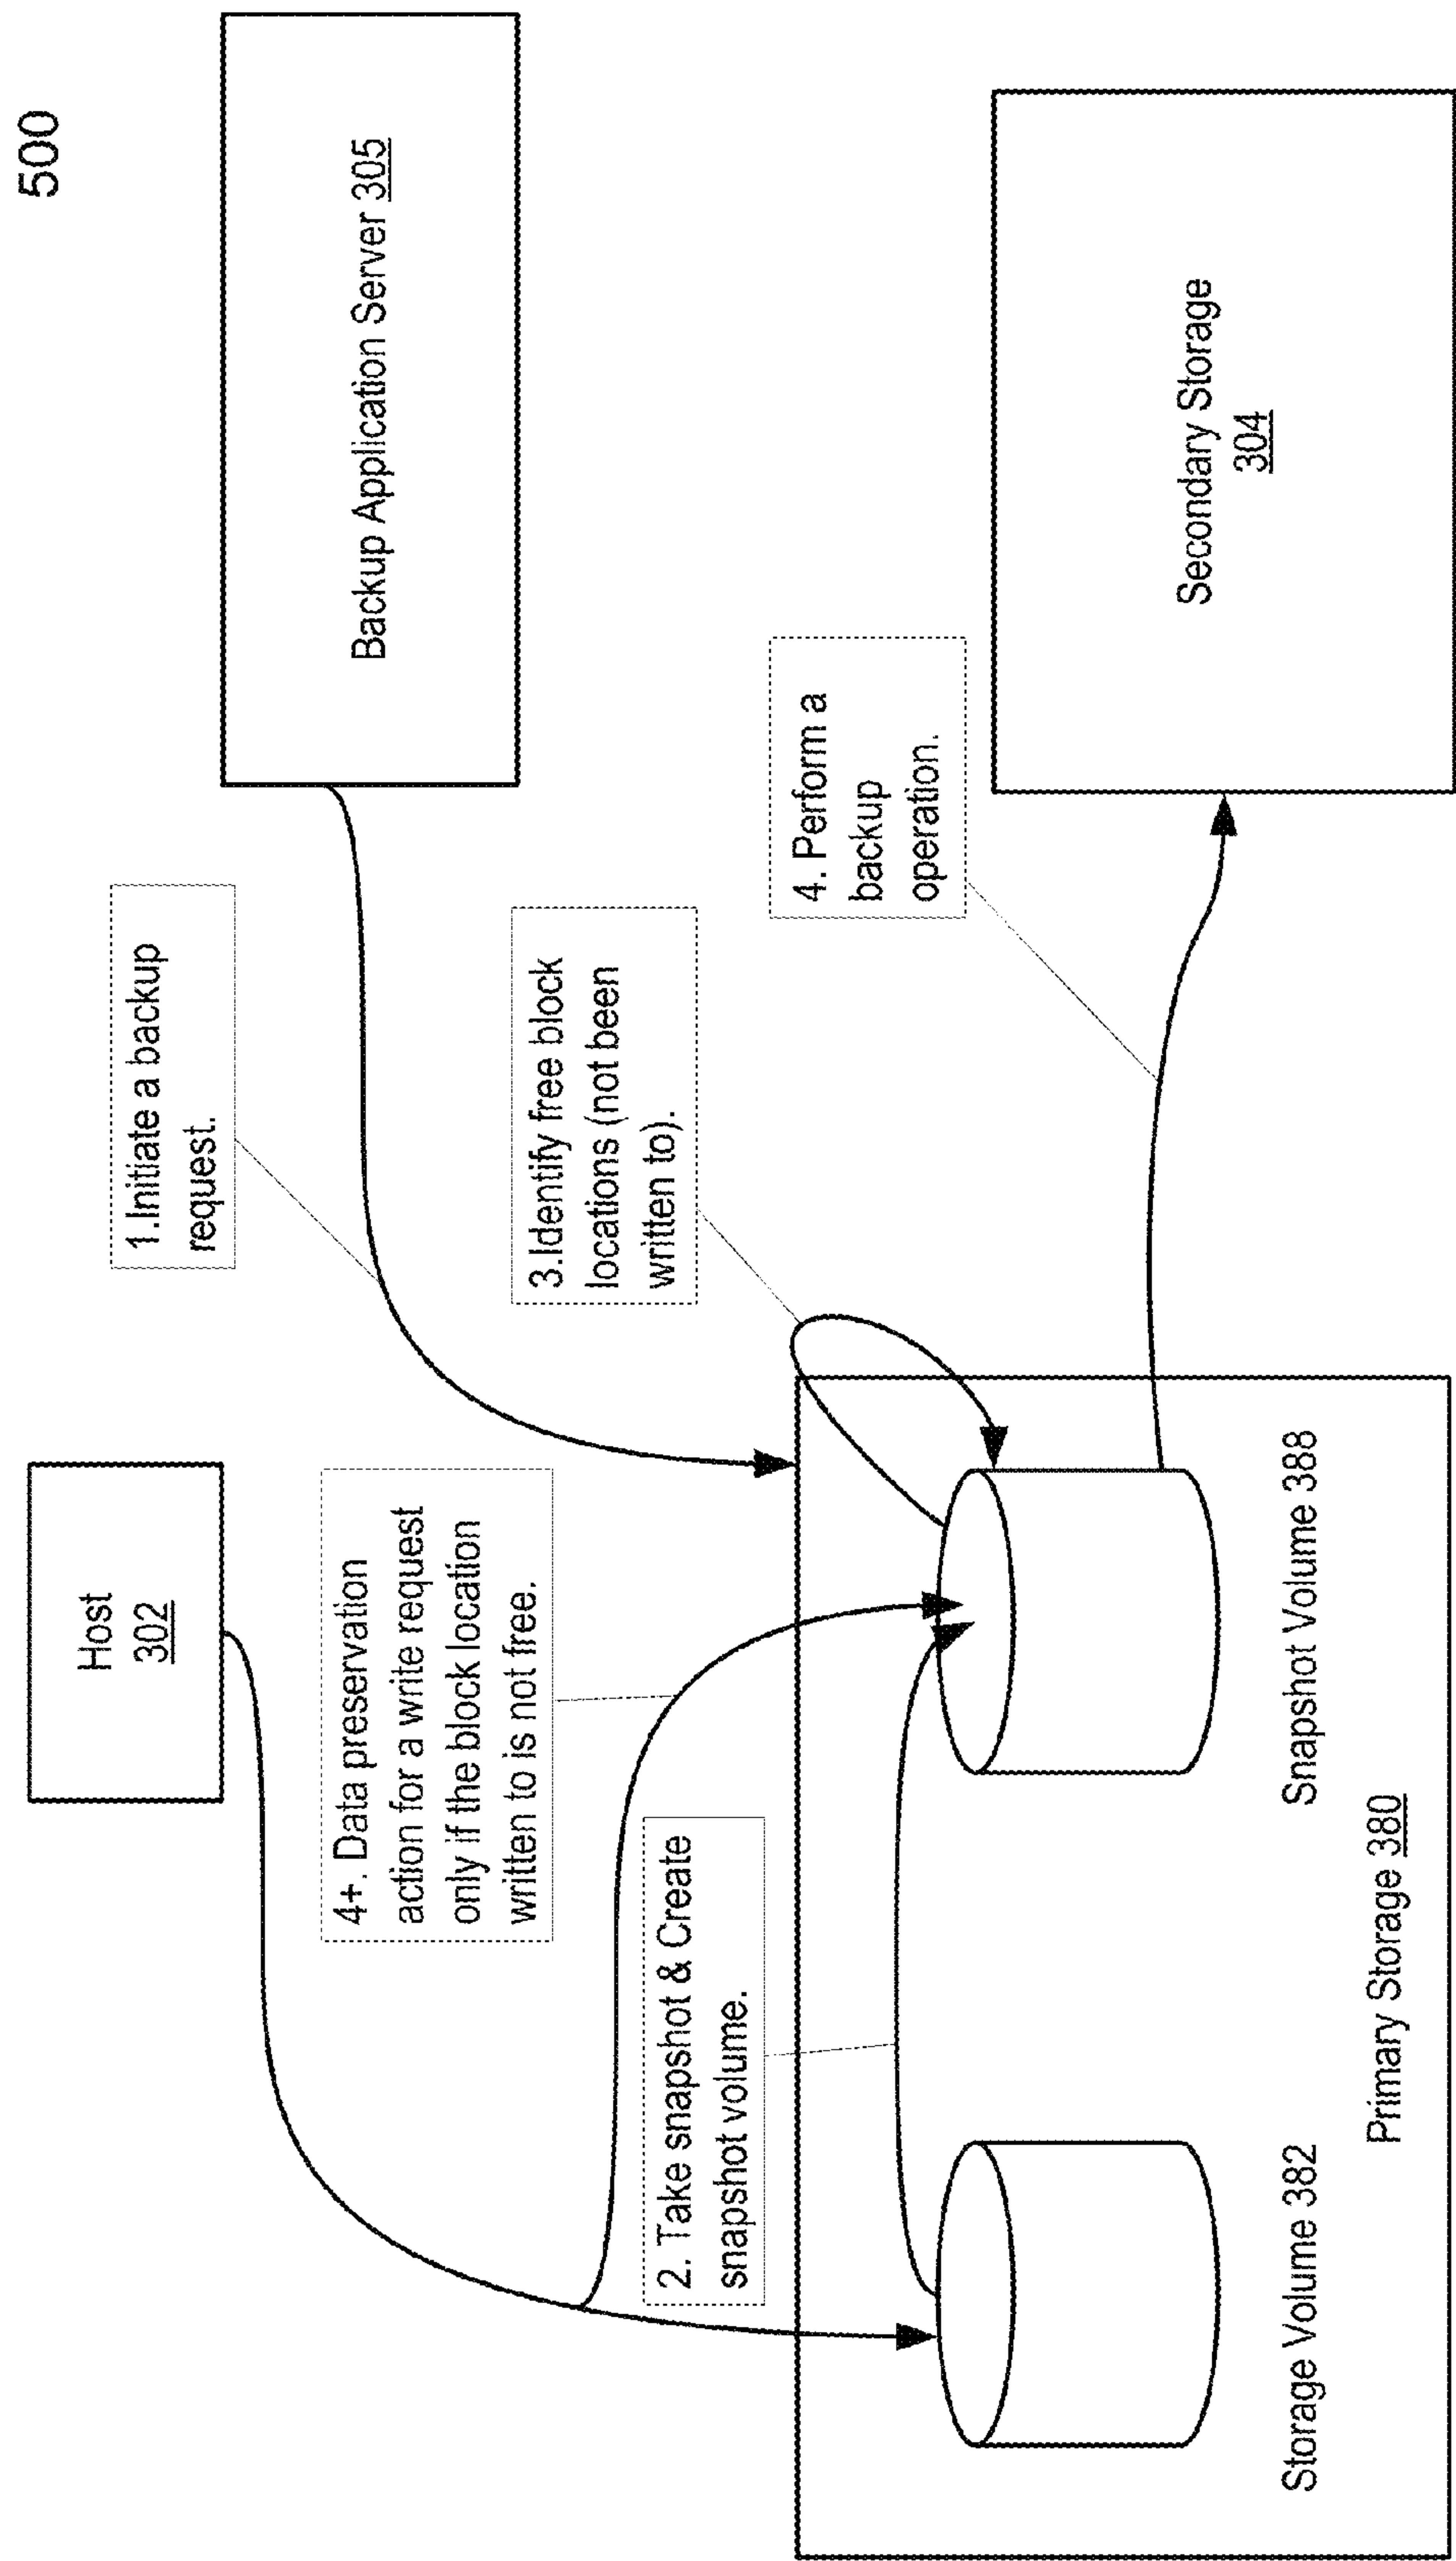 500
Host
302
Backup Application Server 305
1.Initiate a backup
request.
4+. Data preservation
action for a write request
only if the block location
written to is not free.
3.Identify free block
locations (not been
written to).
2. Take snapshot & Create
snapshot volume.
4. Perform a
backup
operation.
Storage Volume 382
Snapshot Volume 388
Primary Storage 380
Secondary Storage
304